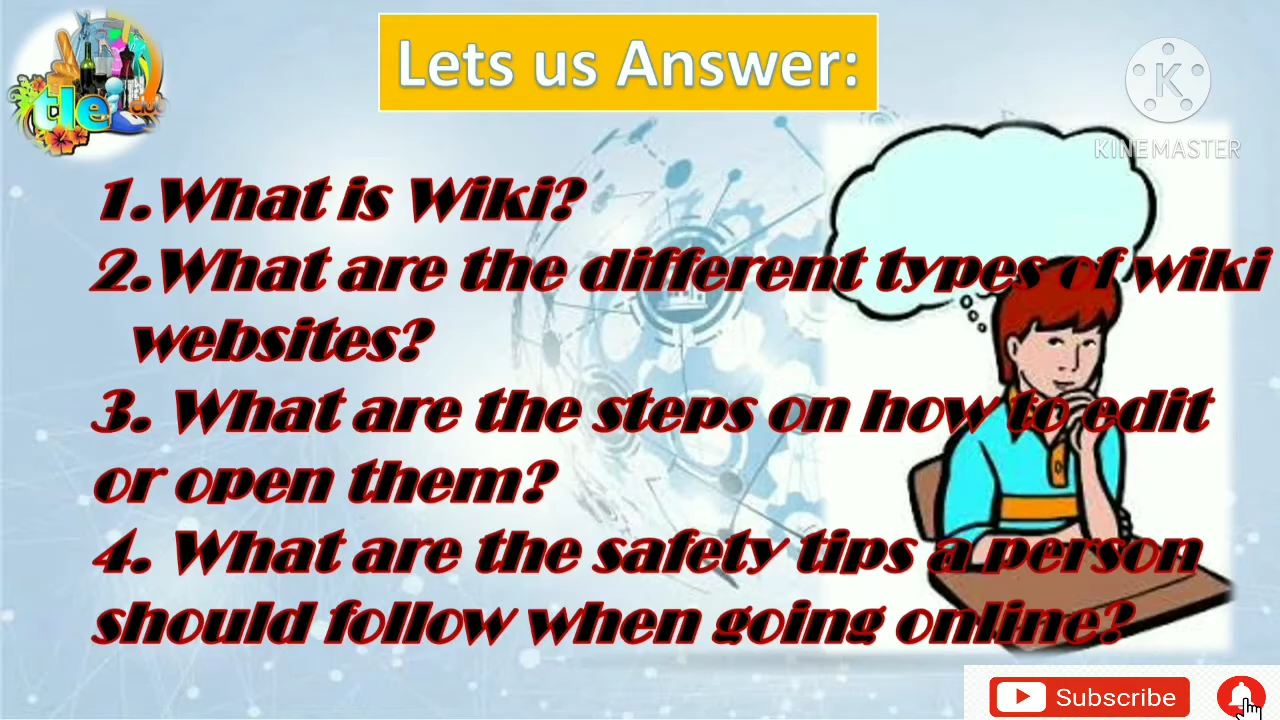 Lets us Answer:
tle
KINEMASTER
1.What is Wiki?
2.What are the different types of wiki
websites?
3. What are the steps on how to edit
or open them?
4. What are the safety tips a person
should follow when going online?
Subscribe